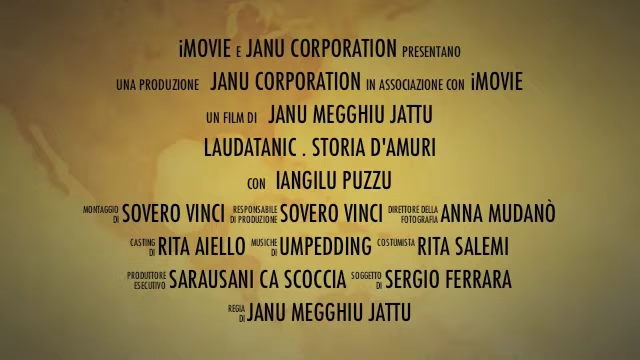 iMOVIE E JANU CORPORATION PRESENTANO
UNA PRODUZIONE JANU CORPORATION IN ASSOCIAZIONE CON iMOVIE
UN FILM DI JANU MEGGHIU JATTU
LAUDATANIC . STORIA D'AMURI
CON IANGILU PUZZU
MONTAGGIO DI SOVERO VINCI RESPONSABILE DI PRODUZIONE SOVERO VINCI DIRETTORE DELLA FOTOGRAFIA ANNA MUDANÒ
CASTING DI RITA AIELLO MUSICHE DI UMPEDDING COSTUMISTA RITA SALEMI
PRODUTTORE ESECUTIVO SARAUSANI CA SCOCCIA SOGGETTO DI SERGIO FERRARA
REGIA DI JANU MEGGHIU JATTU